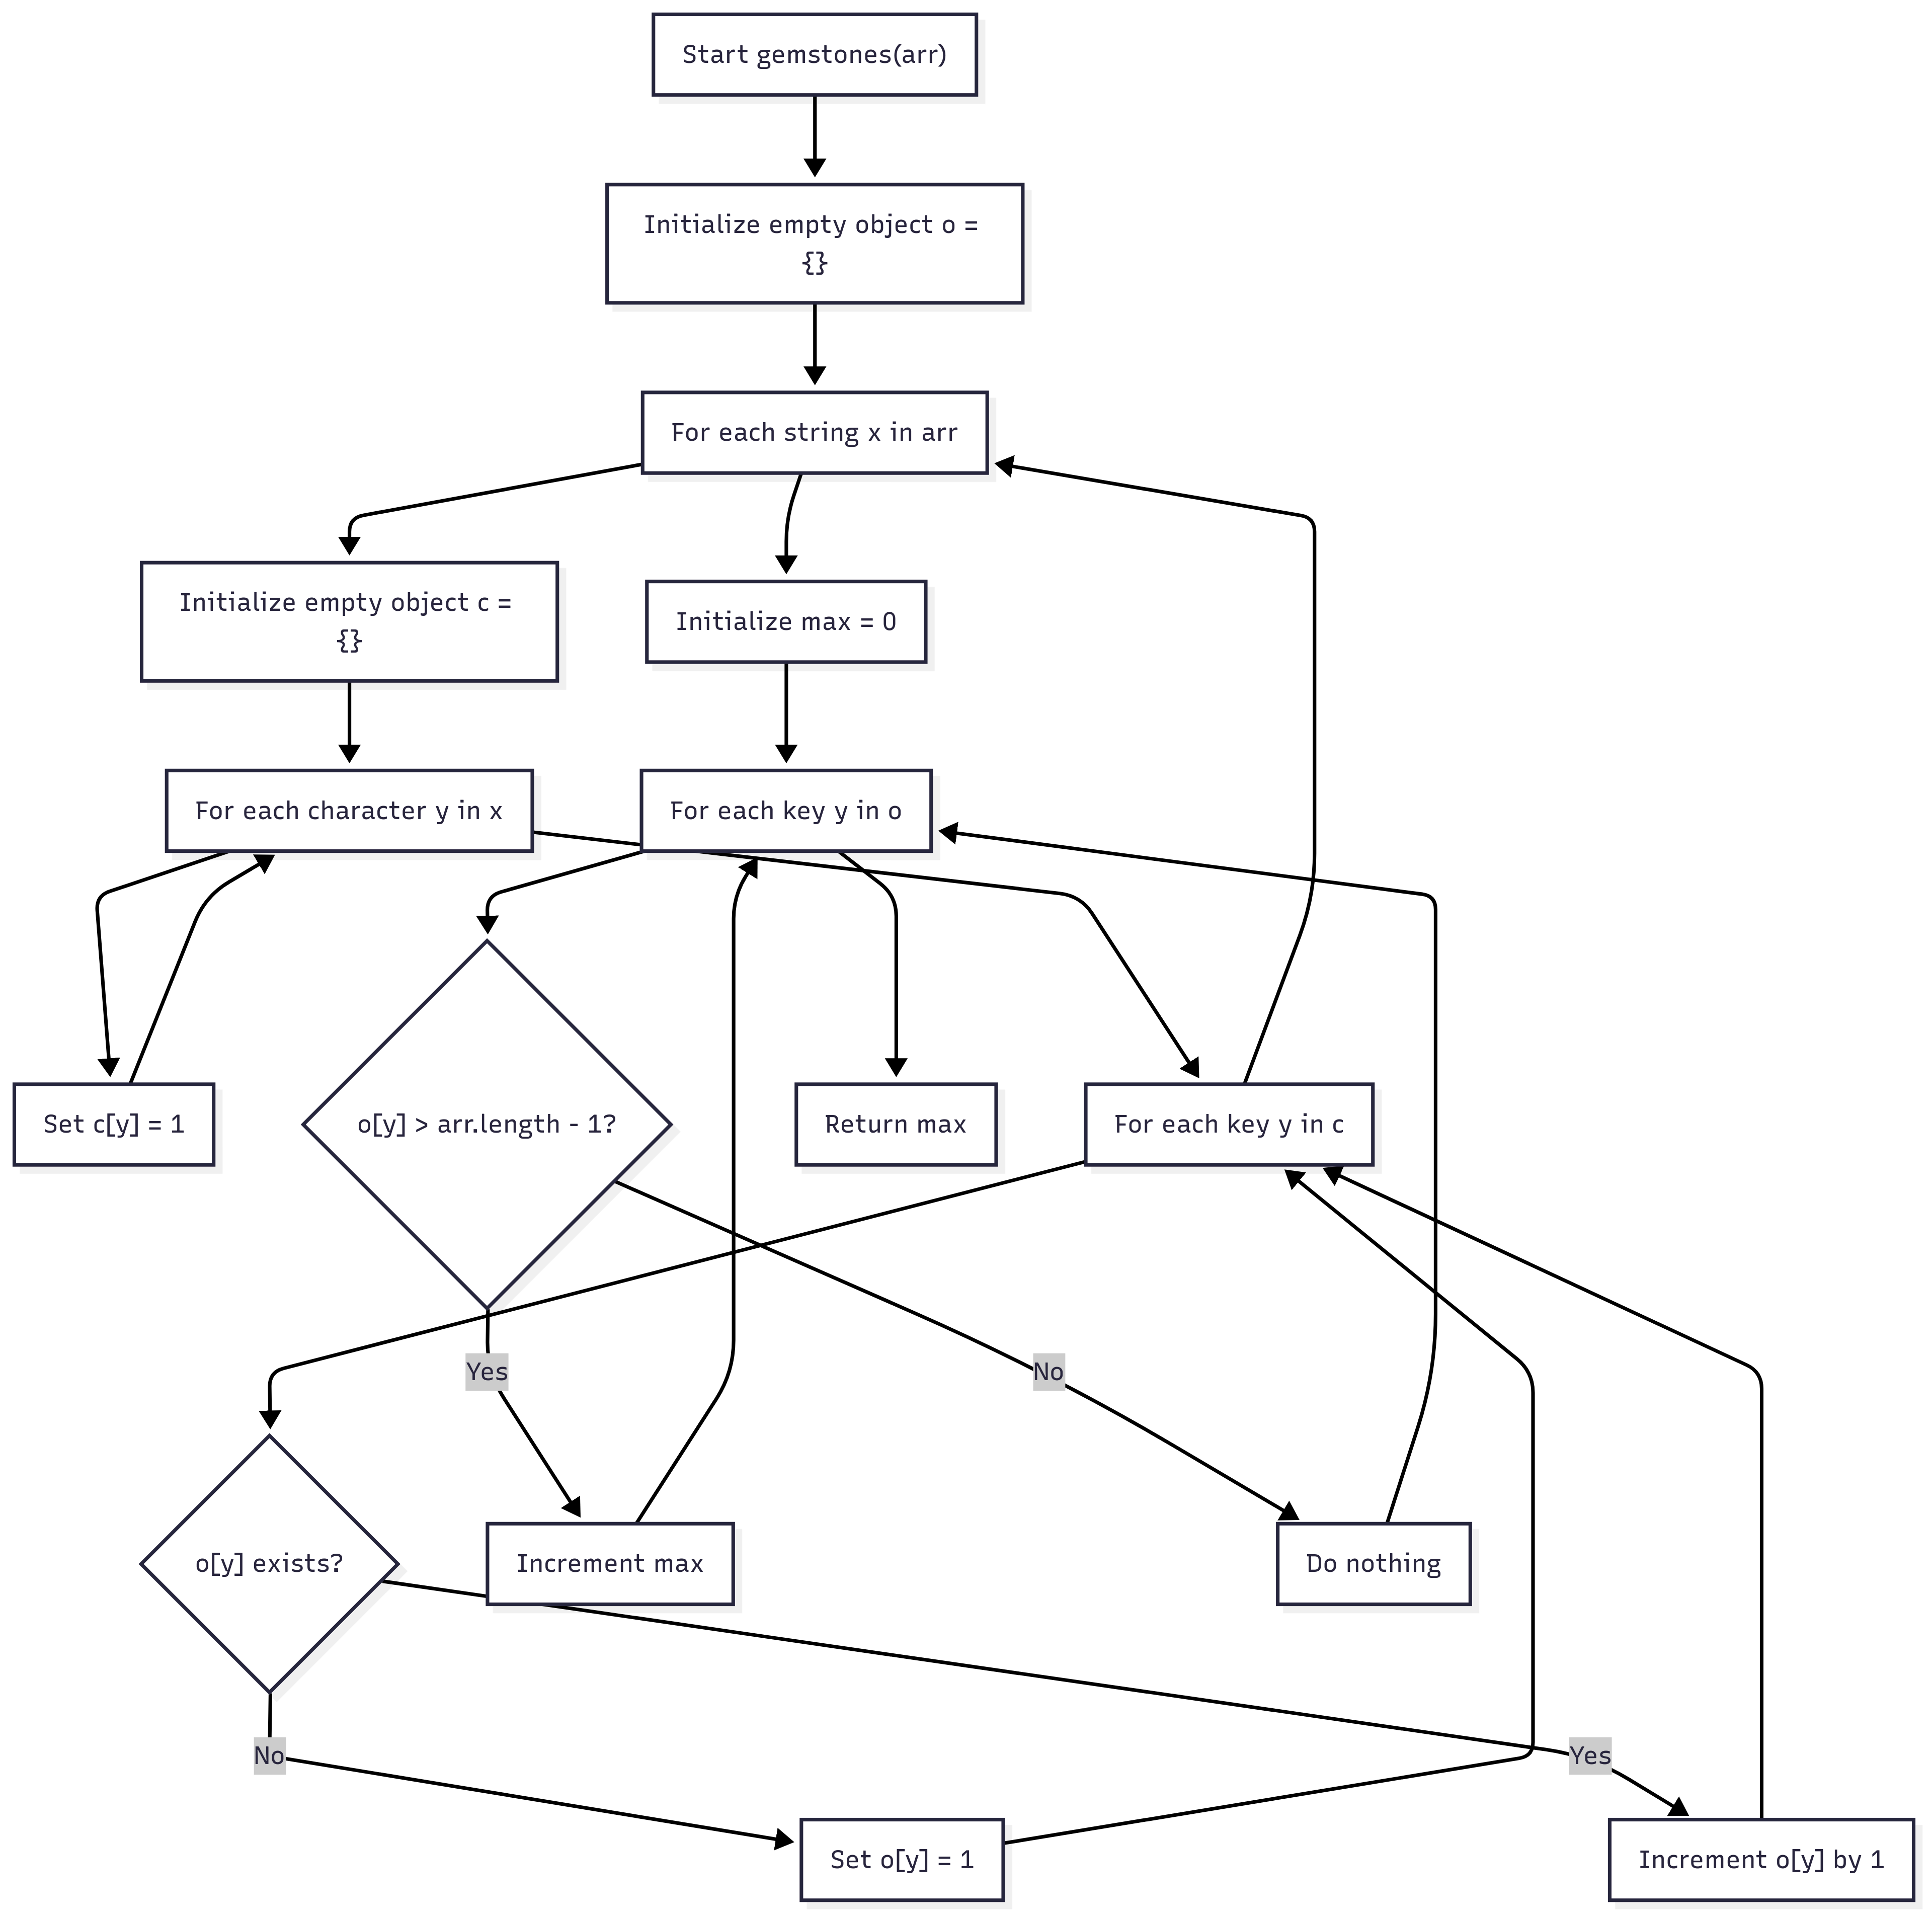 Start gemstones(arr)
Initialize empty object o =
{}
For each string x in arr
Initialize empty object c =
{}
Initialize max = 0
For each character y in x
For each key y in o
Set c[y] = 1
o[y] > arr.length - 1?
Return max
For each key y in c
Yes
No
o[y] exists?
Increment max
Do nothing
No
Yes
Set o[y] = 1
Increment o[y] by 1